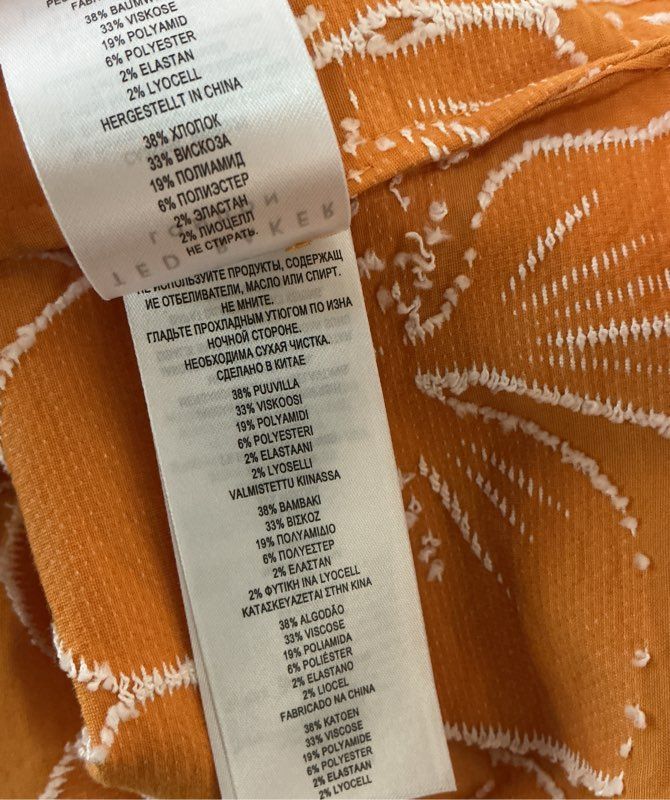 38% BAUMW
33% VISKOSE
19% POLYAMID
6% POLYESTER
2% ELASTAN
2% LYOCELL
HERGESTELLT IN CHINA
38% ХЛОПОК
33% ВИСКОЗА
19% ПОЛИАМИД
6% ПОЛИЭСТЕР
2% ЭЛАСТАН
2% ЛИОЦЕЛЛ
НЕ СТИРАТЬ.
TED BAKER
LONDON
НЕ ИСПОЛЬЗУЙТЕ ПРОДУКТЫ, СОДЕРЖАЩ
ИЕ ОТБЕЛИВАТЕЛИ, МАСЛО ИЛИ СПИРТ.
НЕ МНИТЕ.
ГЛАДЬТЕ ПРОХЛАДНЫМ УТЮГОМ ПО ИЗНА
НОЧНОЙ СТОРОНЕ.
НЕОБХОДИМА СУХАЯ ЧИСТКА.
СДЕЛАНО В КИТАЕ
38% PUUVILLA
33% VISKOOSI
19% POLYAMIDI
6% POLYESTERI
2% ELASTAANI
2% LYOSELLI
VALMISTETTU KIINASSA
38% ΒΑΜΒΑΚΙ
33% ΒΙΣΚΟΖ
19% ΠΟΛΥΑΜΙΔΙΟ
6% ΠΟΛΥΕΣΤΕΡ
2% ΕΛΑΣΤΑΝ
2% ΦΥΤΙΚΗ ΙΝΑ LYOCELL
ΚΑΤΑΣΚΕΥΑΖΕΤΑΙ ΣΤΗΝ ΚΙΝΑ
38% ALGODÃO
33% VISCOSE
19% POLIAMIDA
6% POLIÉSTER
2% ELASTANO
2% LIOCEL
FABRICADO NA CHINA
38% KATOEN
33% VISCOSE
19% POLYAMIDE
6% POLYESTER
2% ELASTAAN
2% LYOCELL